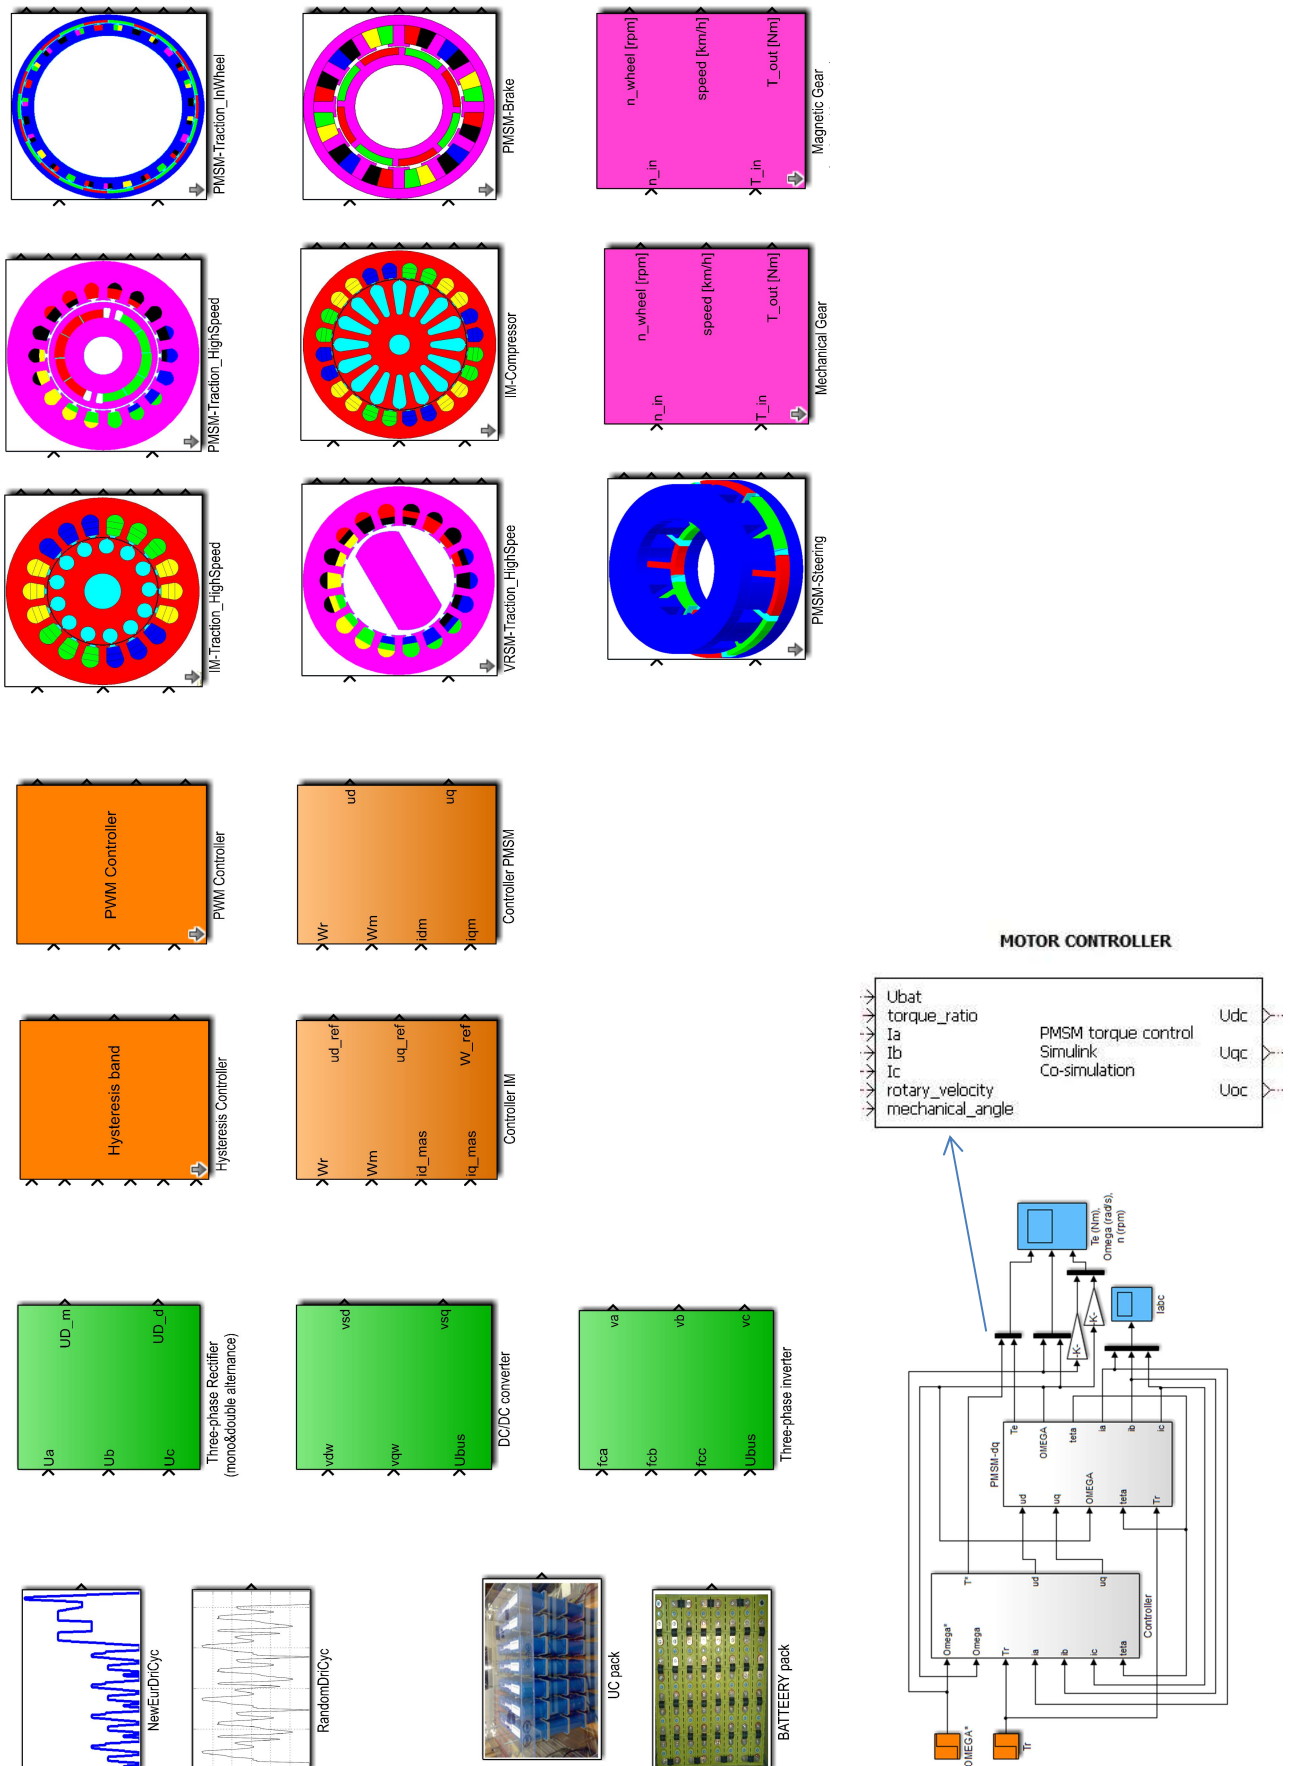 n_wheel [rpm]
speed [km/h]
T_out [Nm]
n_in
T_in
PMSM-Traction_InWheel
PMSM-Brake
Magnetic Gear
n_wheel [rpm]
speed [km/h]
T_out [Nm]
n_in
T_in
PMSM-Traction_HighSpeed
IM-Compressor
Mechanical Gear
IM-Traction_HighSpeed
VRSM-Traction_HighSpee
PMSM-Steering
PWM Controller
PWM Controller
ud
uq
Wr
Wm
idm
iqm
Controller PMSM
Hysteresis band
Hysteresis Controller
ud_ref
uq_ref
W_ref
Wr
Wm
id_mas
iq_mas
Controller IM
UD_m
UD_d
Ua
Ub
Uc
Three-phase Rectifier
(mono&double alternance)
vsd
vsq
vdw
vqw
Ubus
DC/DC converter
va
vb
vc
fca
fcb
fcc
Ubus
Three-phase inverter
NewEurDriCyc
RandomDriCyc
UC pack
BATTEERY pack
MOTOR CONTROLLER
Ubat
torque_ratio
Ia
Ib
Ic
rotary_velocity
mechanical_angle
PMSM torque control
Simulink
Co-simulation
Udc
Uqc
Uoc
Te (Nm),
Omega (rad/s),
n (rpm)
Iabc
-K-
-K-
PMSM-dq
Te
OMEGA
teta
ia
ib
ic
ud
uq
OMEGA
teta
Tr
T*
ud
uq
Omega*
Omega
Tr
ia
ib
ic
teta
Controller
OMEGA*
Tr